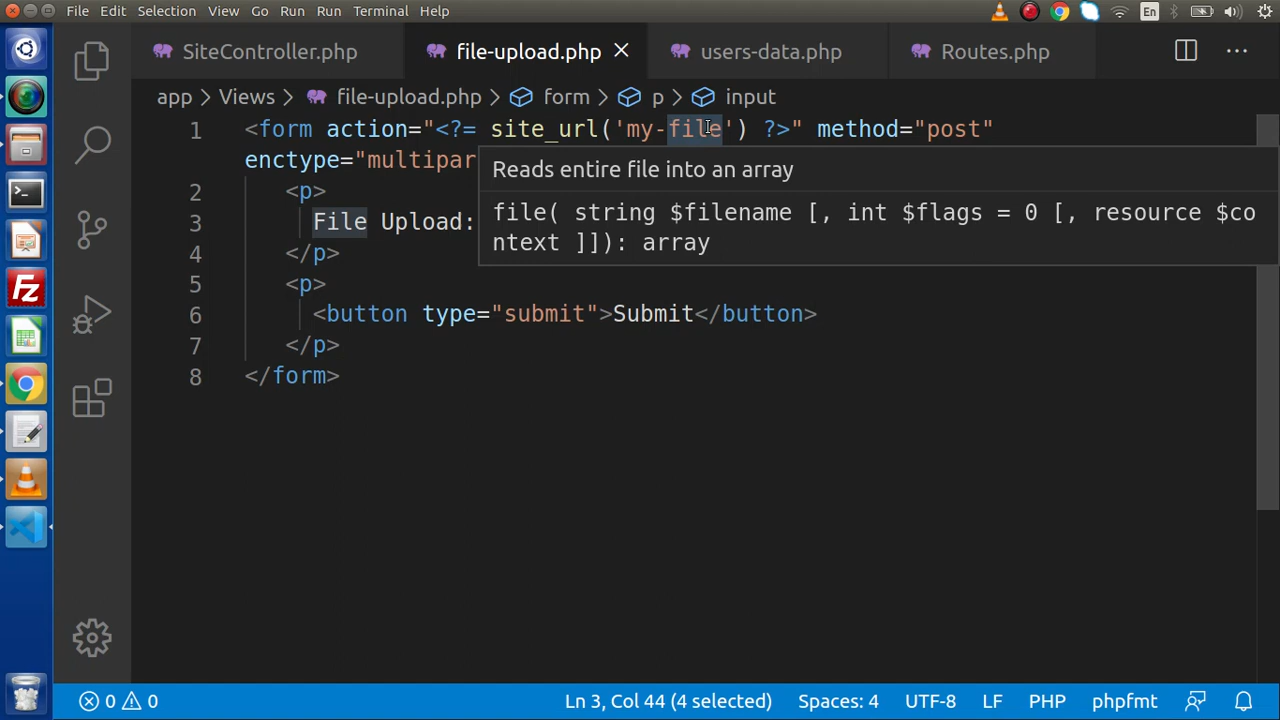 File Edit Selection View Go Run Run Terminal Help
En
SiteController.php file-upload.php users-data.php Routes.php
app > Views > file-upload.php > form > p > input
1 <form action="<?= site_url('my-file') ?>" method="post"
enctype="multipar
Reads entire file into an array
file( string $filename [, int $flags = 0 [, resource $co
ntext ]]): array
2 <p>
3 File Upload:
4 </p>
5 <p>
6 <button type="submit">Submit</button>
7 </p>
8 </form>
0 0 Ln 3, Col 44 (4 selected) Spaces: 4 UTF-8 LF PHP phpfmt